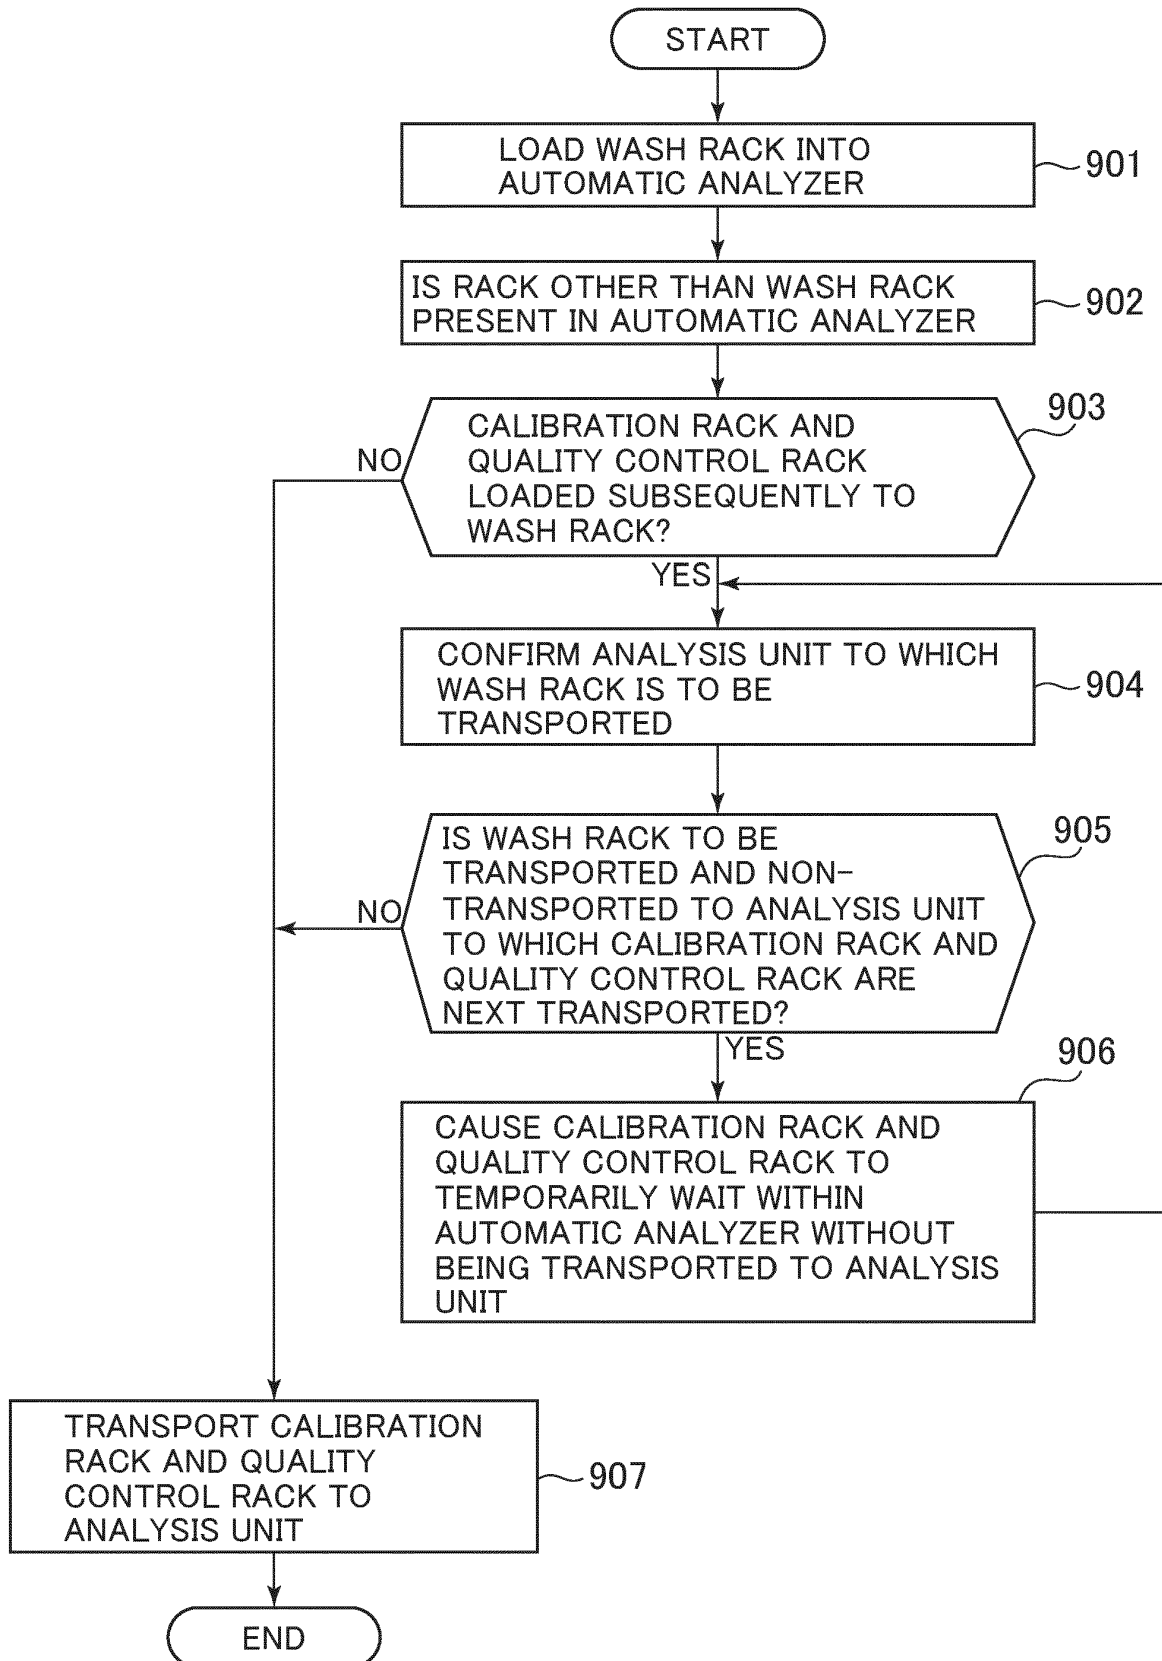 START
LOAD WASH RACK INTO
AUTOMATIC ANALYZER
901
IS RACK OTHER THAN WASH RACK
PRESENT IN AUTOMATIC ANALYZER
902
CALIBRATION RACK AND
QUALITY CONTROL RACK
LOADED SUBSEQUENTLY TO
WASH RACK?
903
NO
YES
CONFIRM ANALYSIS UNIT TO WHICH
WASH RACK IS TO BE
TRANSPORTED
904
IS WASH RACK TO BE
TRANSPORTED AND NON-
TRANSPORTED TO ANALYSIS UNIT
TO WHICH CALIBRATION RACK AND
QUALITY CONTROL RACK ARE
NEXT TRANSPORTED?
905
NO
YES
CAUSE CALIBRATION RACK AND
QUALITY CONTROL RACK TO
TEMPORARILY WAIT WITHIN
AUTOMATIC ANALYZER WITHOUT
BEING TRANSPORTED TO ANALYSIS
UNIT
906
TRANSPORT CALIBRATION
RACK AND QUALITY
CONTROL RACK TO
ANALYSIS UNIT
907
END